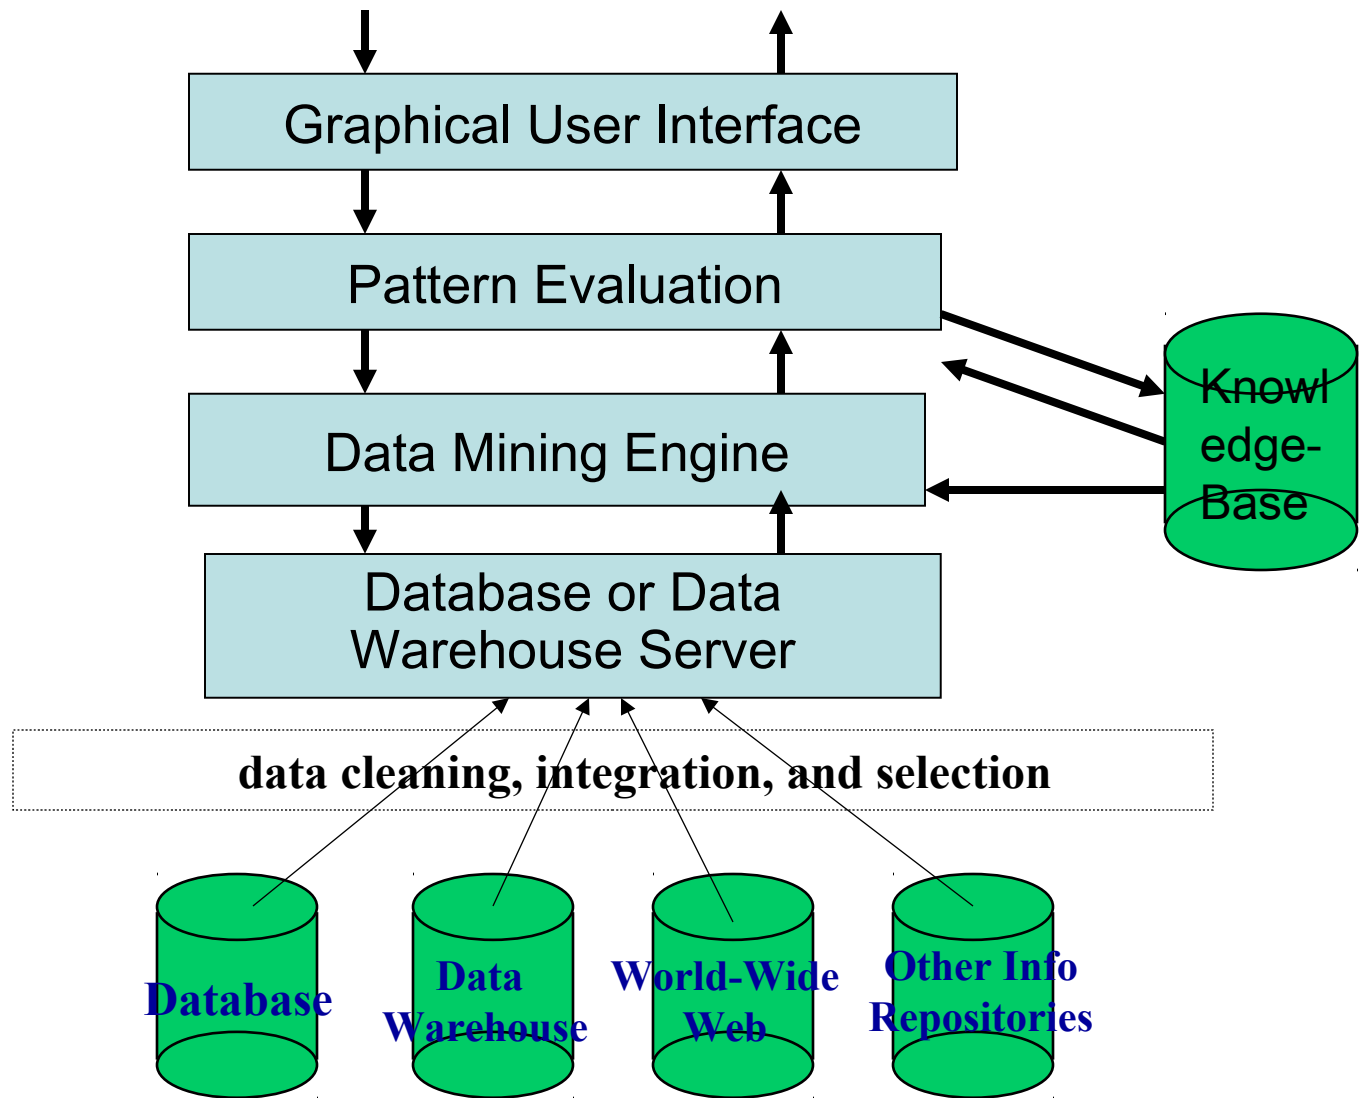 Graphical User Interface
Pattern Evaluation
Knowl
edge-
Base
Data Mining Engine
Database or Data
Warehouse Server
data cleaning, integration, and selection
Database
Data
Warehouse
World-Wide
Web
Other Info
Repositories